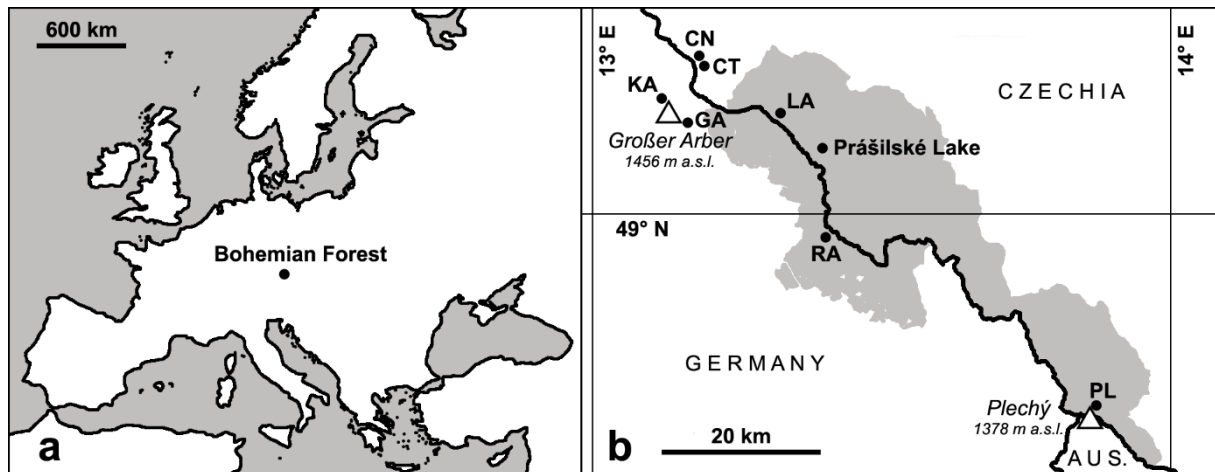 600 km
Bohemian Forest
a
13° E
14° E
CN
CT
KA
LA
GA
CZECHIA
Großer Arber
1456 m a.s.l.
Prášilské Lake
49° N
RA
GERMANY
PL
Plechý
1378 m a.s.l.
20 km
AUS.
b